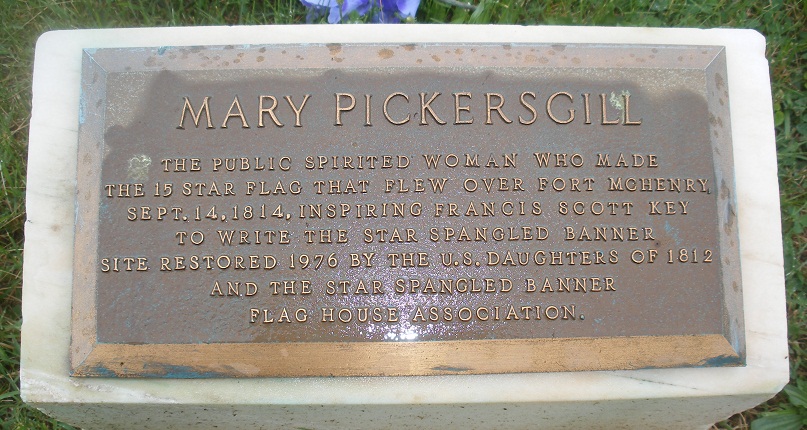 MARY PICKERSGILL
THE PUBLIC SPIRITED WOMAN WHO MADE
THE 15 STAR FLAG THAT FLEW OVER FORT MCHENRY,
SEPT. 14, 1814, INSPIRING FRANCIS SCOTT KEY
TO WRITE THE STAR SPANGLED BANNER
SITE RESTORED 1976 BY THE U.S. DAUGHTERS OF 1812
AND THE STAR SPANGLED BANNER
FLAG HOUSE ASSOCIATION.